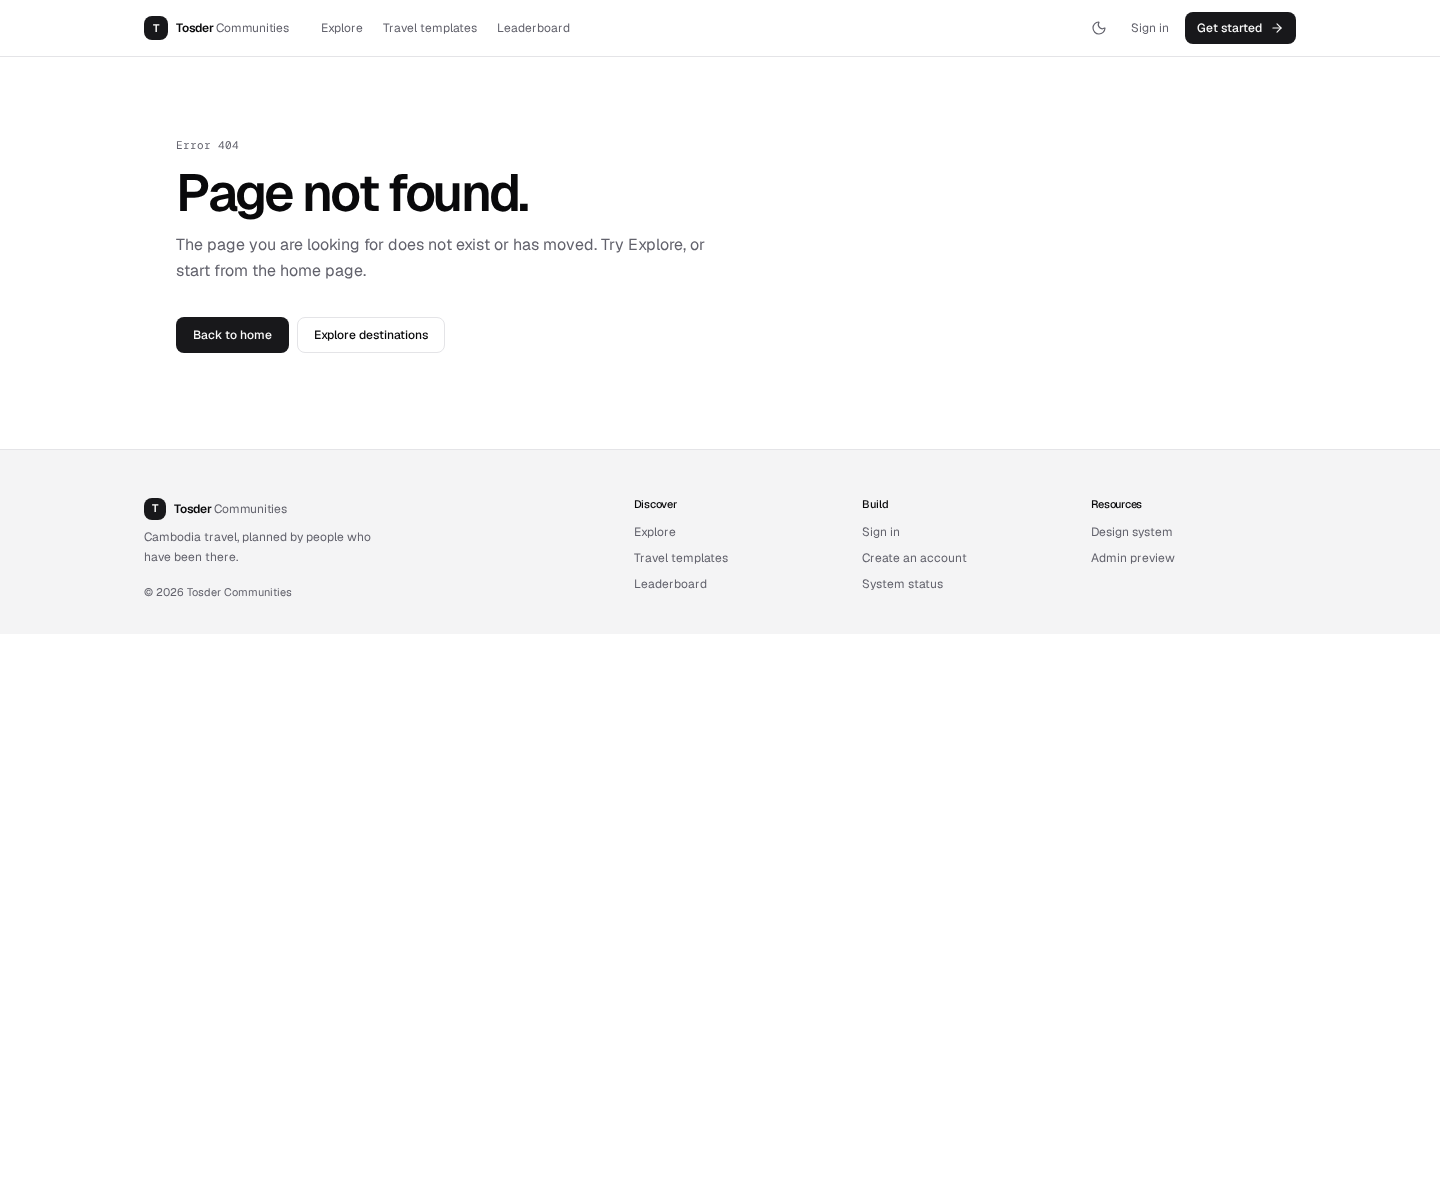 T Tosder Communities Explore Travel templates Leaderboard Sign in Get started
Error 404
Page not found.
The page you are looking for does not exist or has moved. Try Explore, or
start from the home page.
Back to home Explore destinations
T Tosder Communities
Cambodia travel, planned by people who
have been there.
© 2026 Tosder Communities
Discover
Explore
Travel templates
Leaderboard
Build
Sign in
Create an account
System status
Resources
Design system
Admin preview